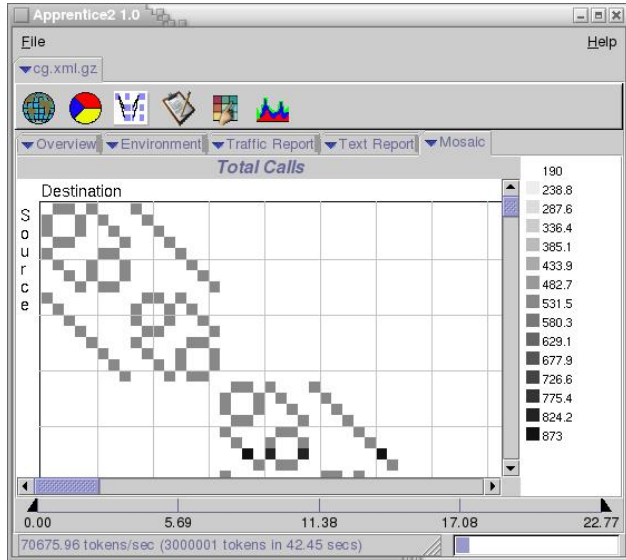 Apprentice2 1.0
File Help
cg.xml.gz
Overview Environment Traffic Report Text Report Mosaic
Total Calls
Destination
Source
190
238.8
287.6
336.4
385.1
433.9
482.7
531.5
580.3
629.1
677.9
726.6
775.4
824.2
873
0.00 5.69 11.38 17.08 22.77
70675.96 tokens/sec (3000001 tokens in 42.45 secs)